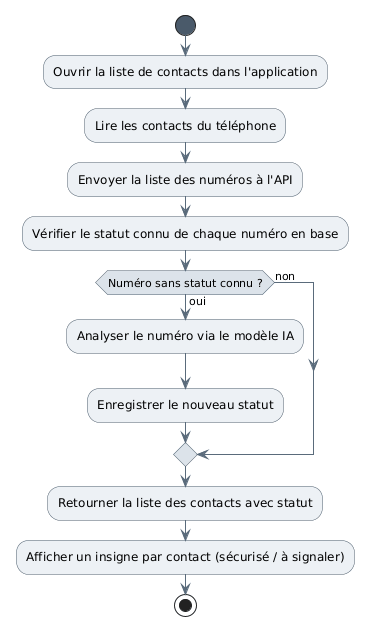 Ouvrir la liste de contacts dans l'application
Lire les contacts du téléphone
Envoyer la liste des numéros à l'API
Vérifier le statut connu de chaque numéro en base
Numéro sans statut connu ?
non
oui
Analyser le numéro via le modèle IA
Enregistrer le nouveau statut
Retourner la liste des contacts avec statut
Afficher un insigne par contact (sécurisé / à signaler)